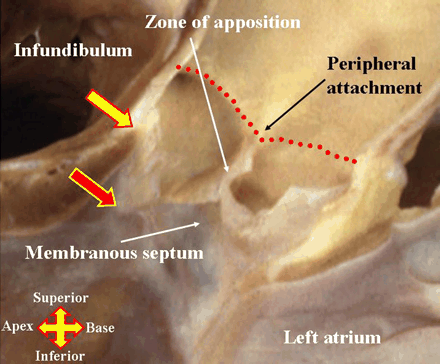 Zone of apposition
Infundibulum
Peripheral
attachment
Membranous septum
Superior
Apex
Base
Inferior
Left atrium